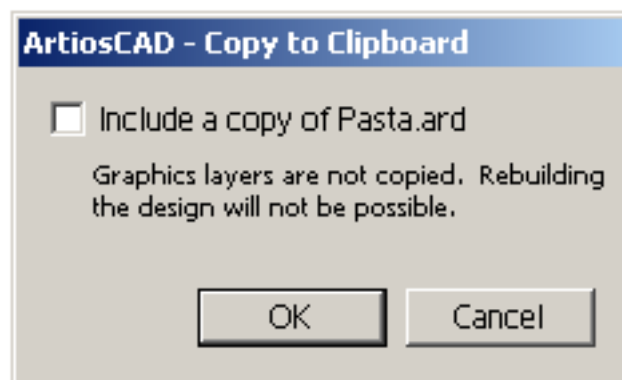 ArtiosCAD - Copy to Clipboard
Include a copy of Pasta.ard
Graphics layers are not copied. Rebuilding
the design will not be possible.
OK
Cancel